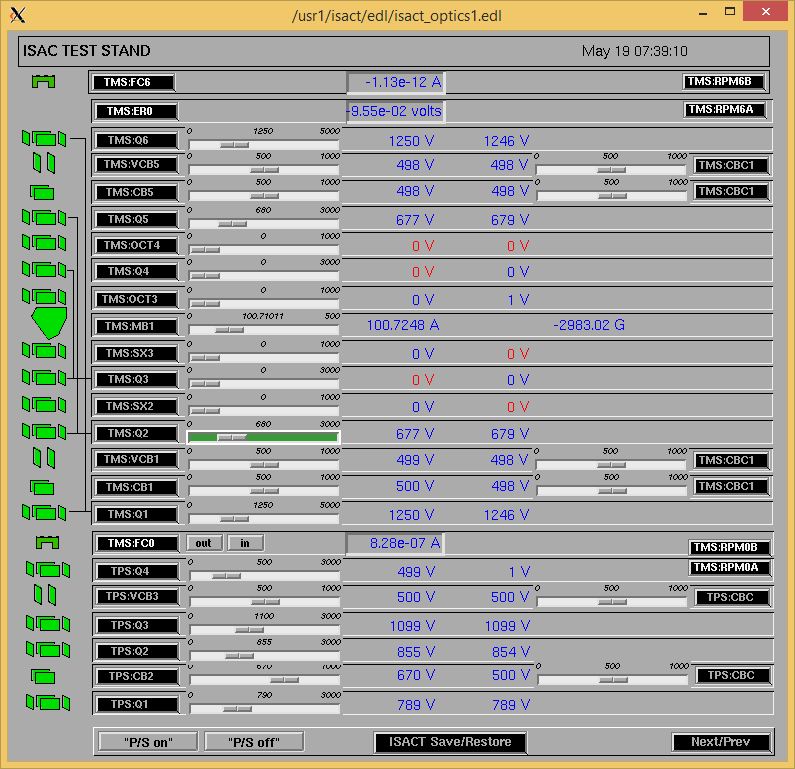 /usr1/isact/edl/isact_optics1.edl
ISAC TEST STAND May 19 07:39:10
TMS:FC6 -1.13e-12 A TMS:RPM6B
TMS:ER0 -9.55e-02 volts TMS:RPM6A
TMS:Q6 0 1250 5000 1250 V 1246 V
TMS:VCB5 0 500 1000 498 V 498 V 0 500 1000 TMS:CBC1
TMS:CB5 0 500 1000 498 V 498 V 0 500 1000 TMS:CBC1
TMS:Q5 0 680 3000 677 V 679 V
TMS:OCT4 0 0 1000 0 V 0 V
TMS:Q4 0 0 3000 0 V 0 V
TMS:OCT3 0 0 1000 0 V 1 V
TMS:MB1 0 100.71011 500 100.7248 A -2983.02 G
TMS:SX3 0 0 1000 0 V 0 V
TMS:Q3 0 0 3000 0 V 0 V
TMS:SX2 0 0 1000 0 V 0 V
TMS:Q2 0 680 3000 677 V 679 V
TMS:VCB1 0 500 1000 499 V 498 V 0 500 1000 TMS:CBC1
TMS:CB1 0 500 1000 500 V 498 V 0 500 1000 TMS:CBC1
TMS:Q1 0 1250 5000 1250 V 1246 V
TMS:FC0 out in 8.28e-07 A TMS:RPM0B
TPS:Q4 0 500 3000 499 V 1 V TMS:RPM0A
TPS:VCB3 0 500 1000 500 V 500 V 0 500 1000 TPS:CBC
TPS:Q3 0 1100 3000 1099 V 1099 V
TPS:Q2 0 855 3000 855 V 854 V
TPS:CB2 0 670 1000 670 V 500 V 0 500 1000 TPS:CBC
TPS:Q1 0 790 3000 789 V 789 V
"P/S on" "P/S off" ISACT Save/Restore Next/Prev